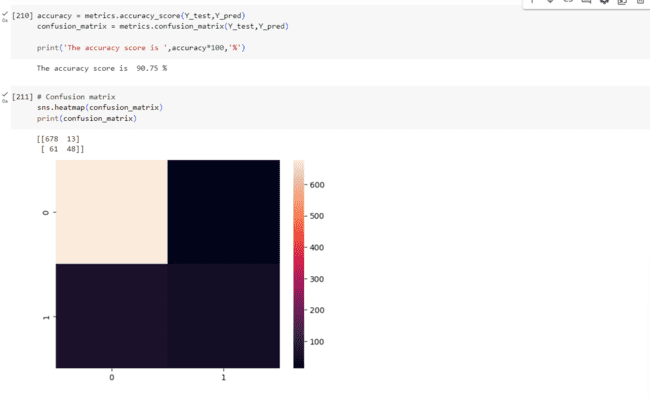 [210] accuracy = metrics.accuracy_score(Y_test,Y_pred)
confusion_matrix = metrics.confusion_matrix(Y_test,Y_pred)
print('The accuracy score is ',accuracy*100,'%')
The accuracy score is  90.75 %
[211] # Confusion matrix
sns.heatmap(confusion_matrix)
print(confusion_matrix)
[[678  13]
 [ 61  48]]
600
500
400
300
200
100
0
1
0
1